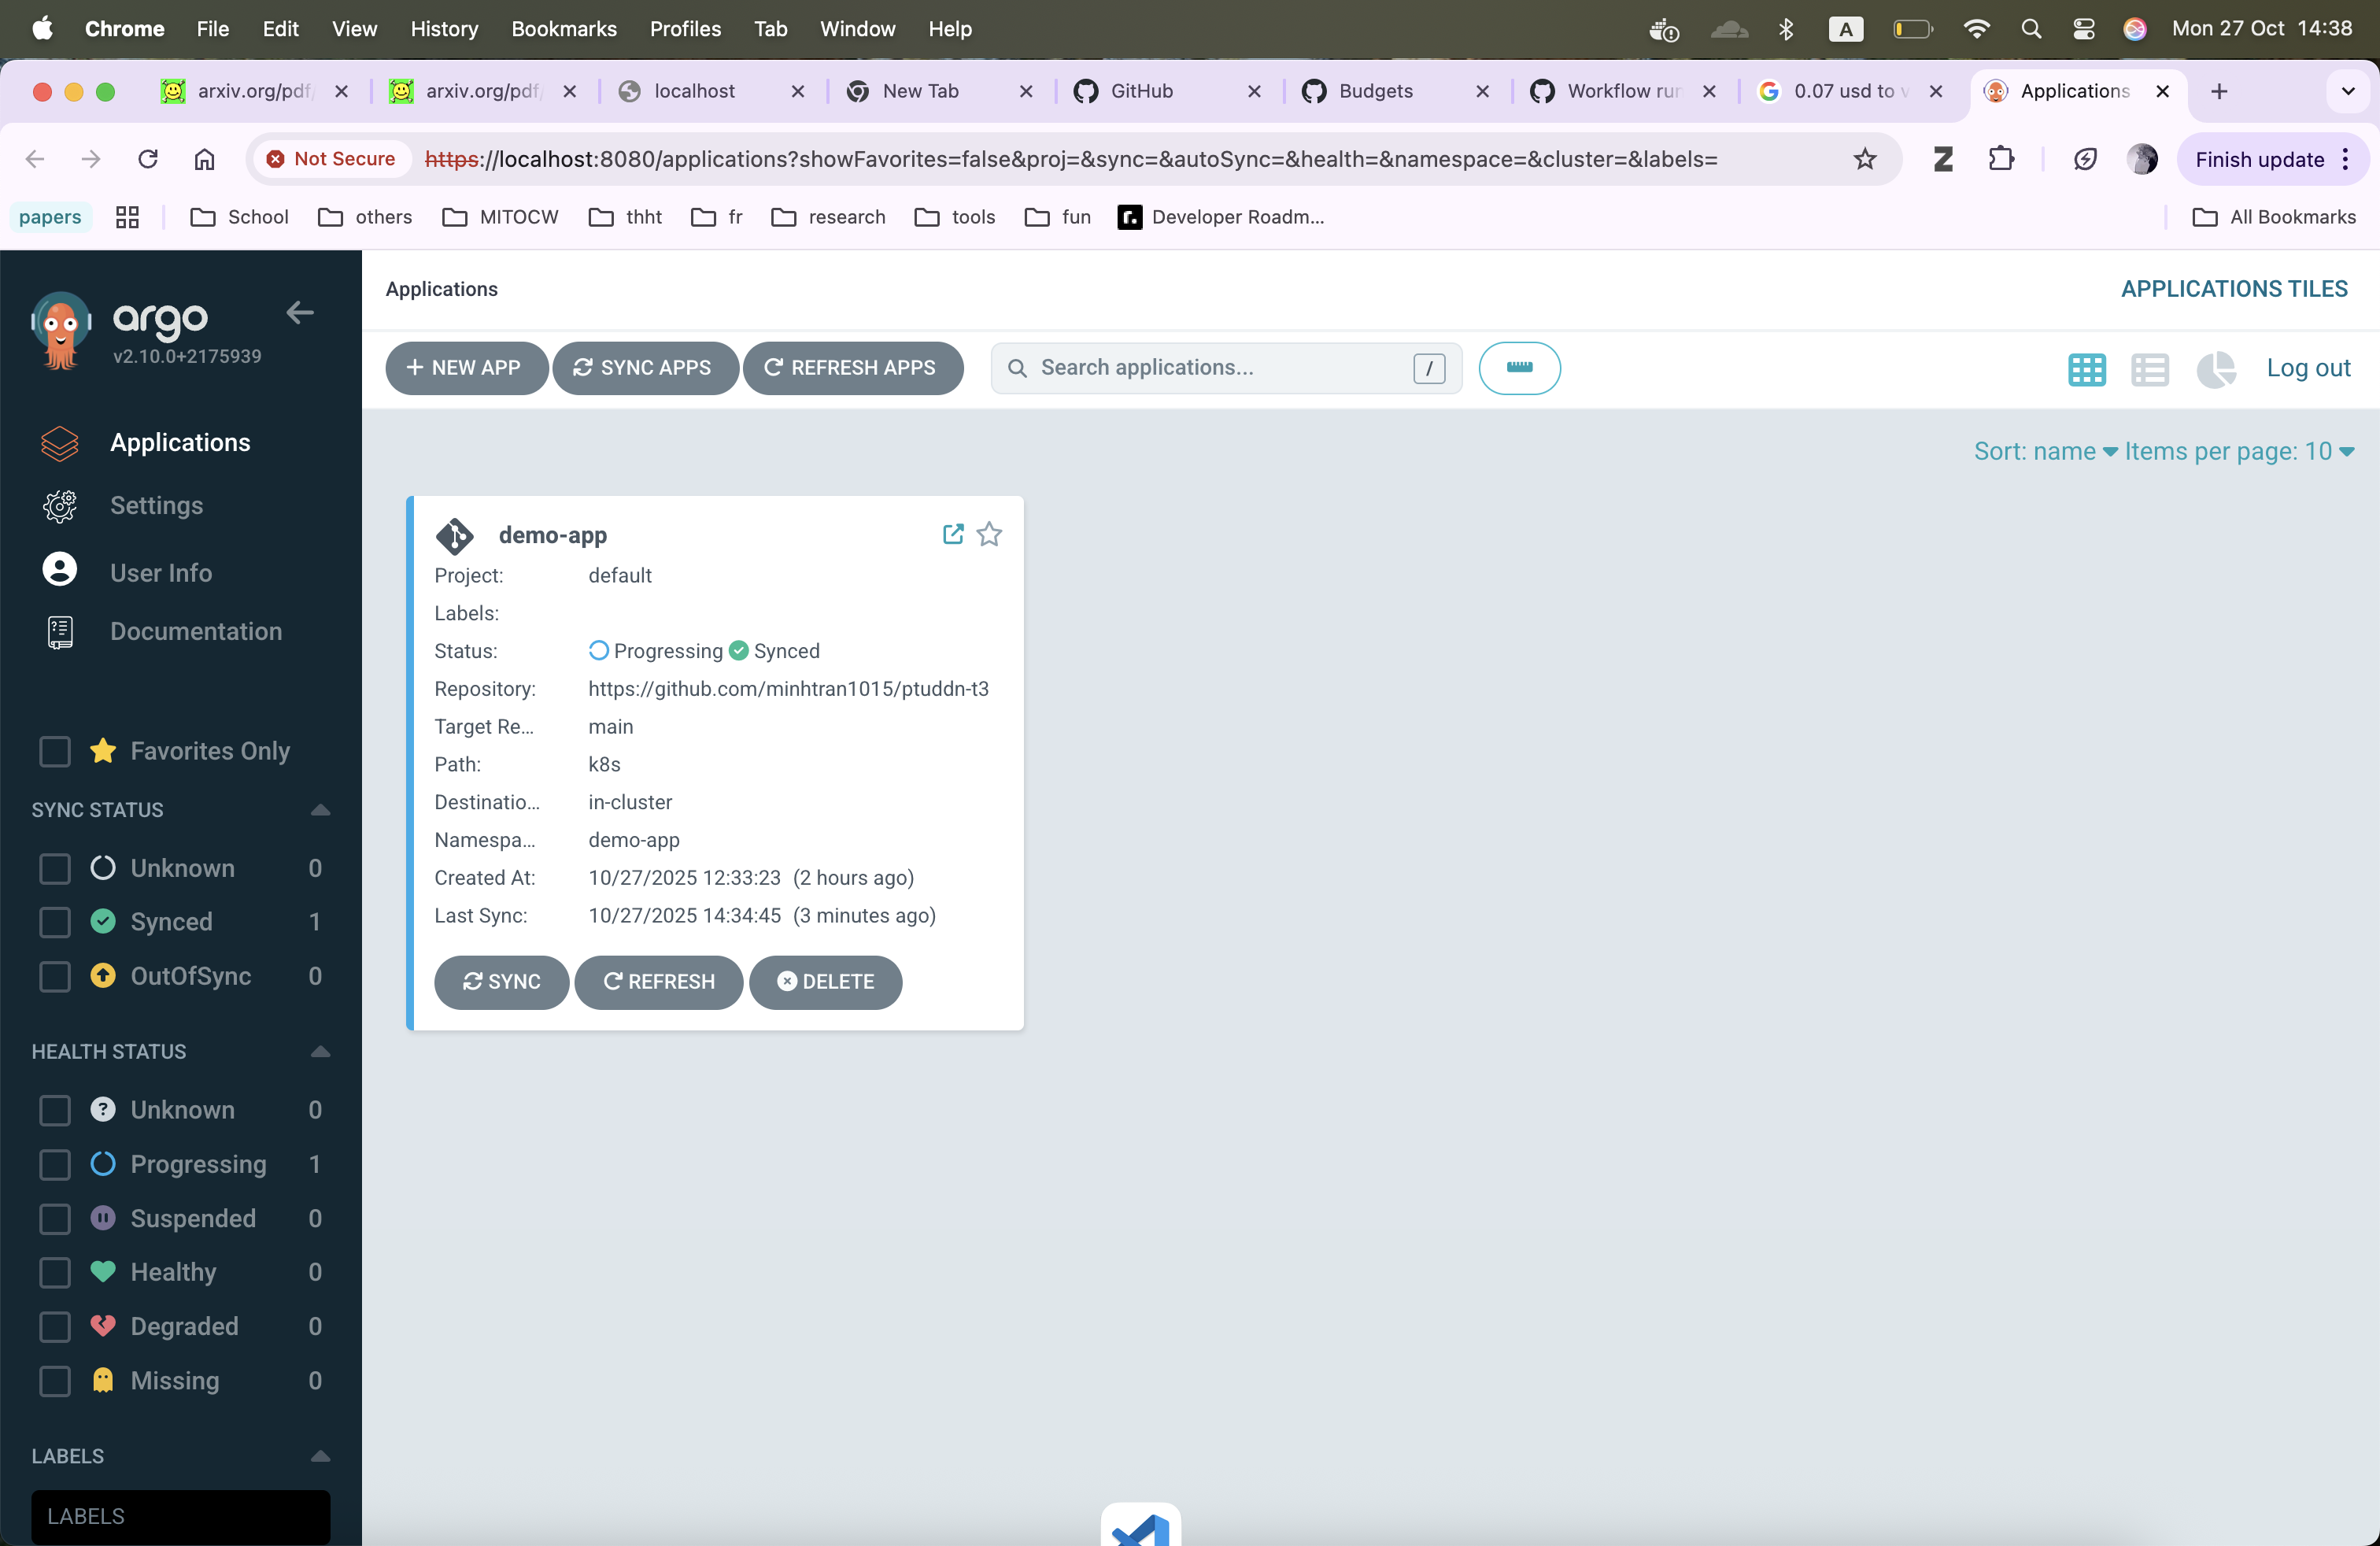 Chrome File Edit View History Bookmarks Profiles Tab Window Help A Mon 27 Oct 14:38
arxiv.org/pdf/ arxiv.org/pdf/ localhost New Tab GitHub Budgets Workflow run 0.07 usd to v Applications
Not Secure https://localhost:8080/applications?showFavorites=false&proj=&sync=&autoSync=&health=&namespace=&cluster=&labels= Finish update
papers School others MITOCW thht fr research tools fun Developer Roadm... All Bookmarks
argo
v2.10.0+2175939
Applications
Settings
User Info
Documentation
Favorites Only
SYNC STATUS
Unknown 0
Synced 1
OutOfSync 0
HEALTH STATUS
Unknown 0
Progressing 1
Suspended 0
Healthy 0
Degraded 0
Missing 0
LABELS
LABELS
Applications APPLICATIONS TILES
+ NEW APP SYNC APPS REFRESH APPS Search applications... / Log out
Sort: name Items per page: 10
demo-app
Project: default
Labels:
Status: Progressing Synced
Repository: https://github.com/minhtran1015/ptuddn-t3
Target Re... main
Path: k8s
Destinatio... in-cluster
Namespa... demo-app
Created At: 10/27/2025 12:33:23 (2 hours ago)
Last Sync: 10/27/2025 14:34:45 (3 minutes ago)
SYNC REFRESH DELETE